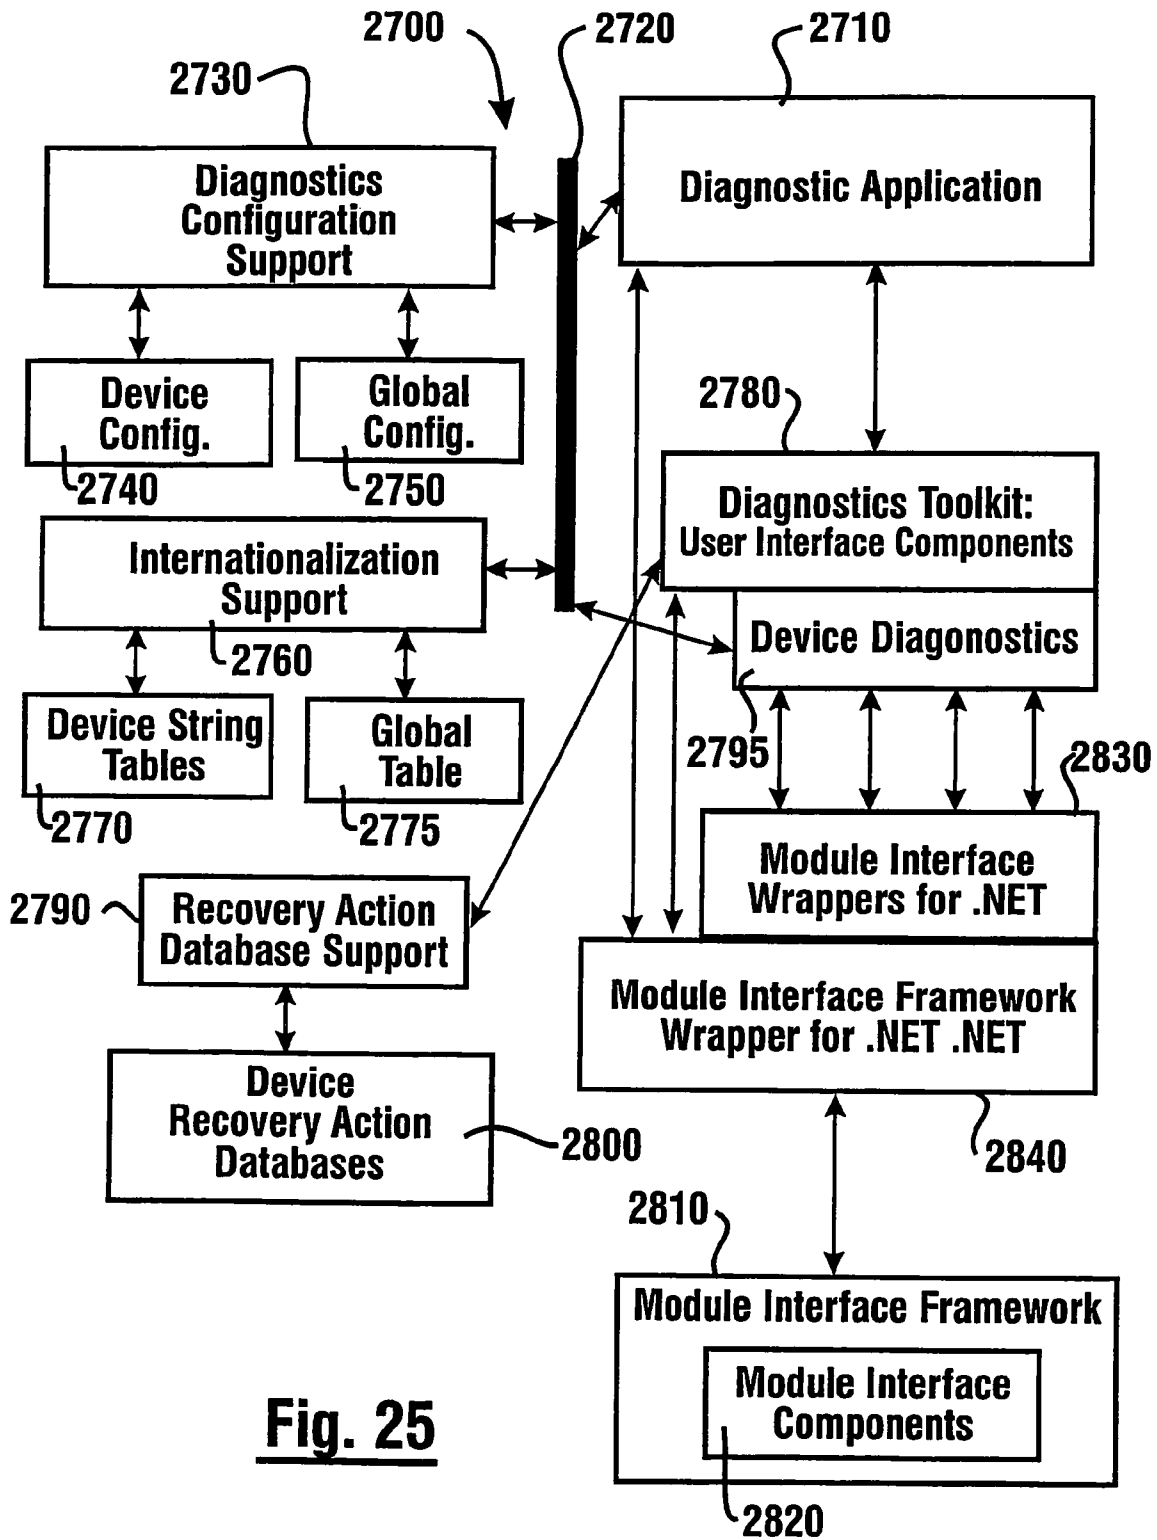 2700
2720
2710
2730
Diagnostics
Configuration
Support
Diagnostic Application
Device
Config.
2740
Global
Config.
2750
2780
Diagnostics Toolkit:
User Interface Components
Internationalization
Support
2760
Device Diagonostics
2795
Device String
Tables
2770
Global
Table
2775
2830
Module Interface
Wrappers for .NET
2790
Recovery Action
Database Support
Module Interface Framework
Wrapper for .NET .NET
2840
Device
Recovery Action
Databases
2800
2810
Module Interface Framework
Module Interface
Components
2820
Fig. 25